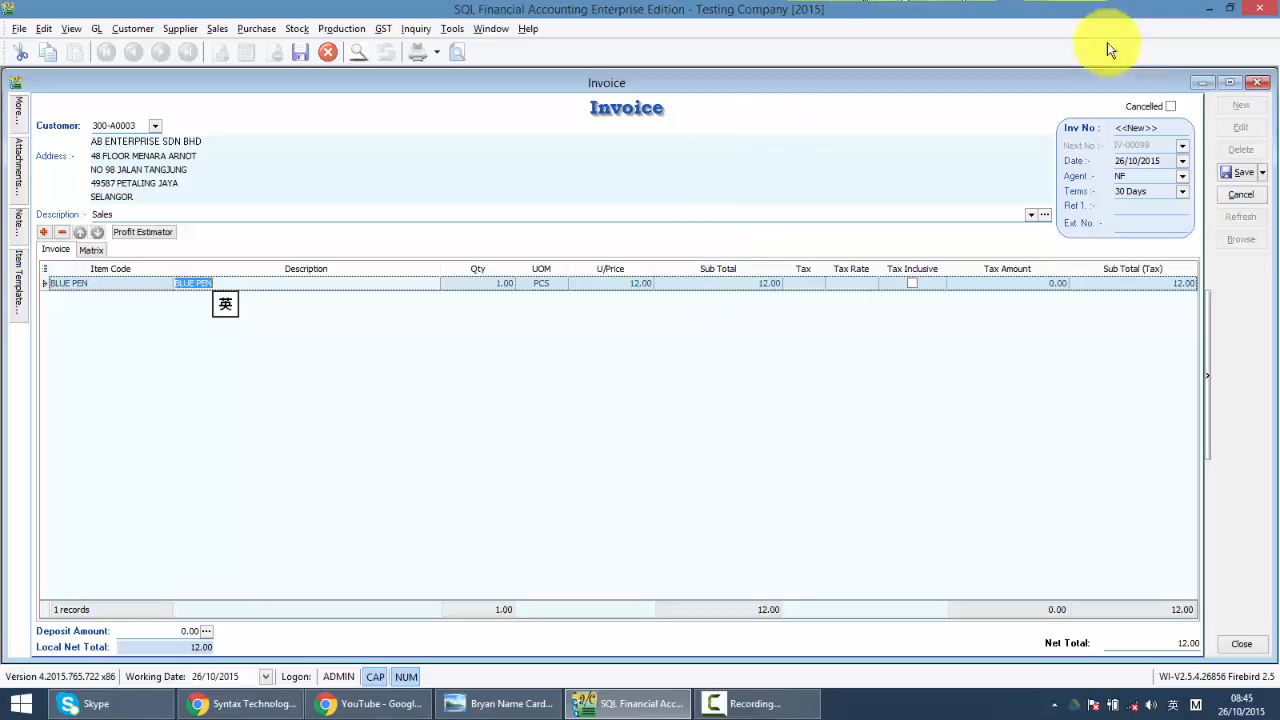 SQL Financial Accounting Enterprise Edition - Testing Company [2015]
File Edit View GL Customer Supplier Sales Purchase Stock Production GST Inquiry Tools Window Help
Invoice
Invoice
Cancelled
More...
Attachments...
Note...
Item Template...
Customer: 300-A0003
AB ENTERPRISE SDN BHD
Address :- 48 FLOOR MENARA ARNOT
NO 98 JALAN TANGJUNG
49587 PETALING JAYA
SELANGOR
Description :- Sales
Inv No : <<New>>
Next No :- IV-00099
Date :- 26/10/2015
Agent :- NF
Terms :- 30 Days
Ref 1. :-
Ext. No. :-
New
Edit
Delete
Save
Cancel
Refresh
Browse
Profit Estimator
Invoice Matrix
Item Code Description Qty UOM U/Price Sub Total Tax Tax Rate Tax Inclusive Tax Amount Sub Total (Tax)
BLUE PEN BLUE PEN 1.00 PCS 12.00 12.00 0.00 12.00
英
1 records 1.00 12.00 0.00 12.00
Deposit Amount: 0.00
Local Net Total: 12.00
Net Total: 12.00
Close
Version 4.2015.765.722 x86 Working Date: 26/10/2015 Logon: ADMIN CAP NUM WI-V2.5.4.26856 Firebird 2.5
Skype Syntax Technolog... YouTube - Googl... Bryan Name Card... SQL Financial Acc... Recording... 英 M 08:45
26/10/2015